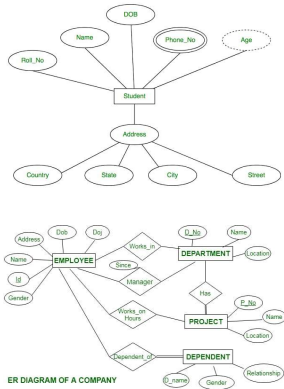 DOB
Name
Phone_No
Age
Roll_No
Student
Address
Country
State
City
Street
Address
Dob
Doj
D_No
Name
Works_in
Name
EMPLOYEE
Since
DEPARTMENT
Location
Id
Manager
Gender
Has
P_No
Works_on
Hours
PROJECT
Name
Location
Dependent_of
DEPENDENT
Relationship
D_name
Gender
ER DIAGRAM OF A COMPANY